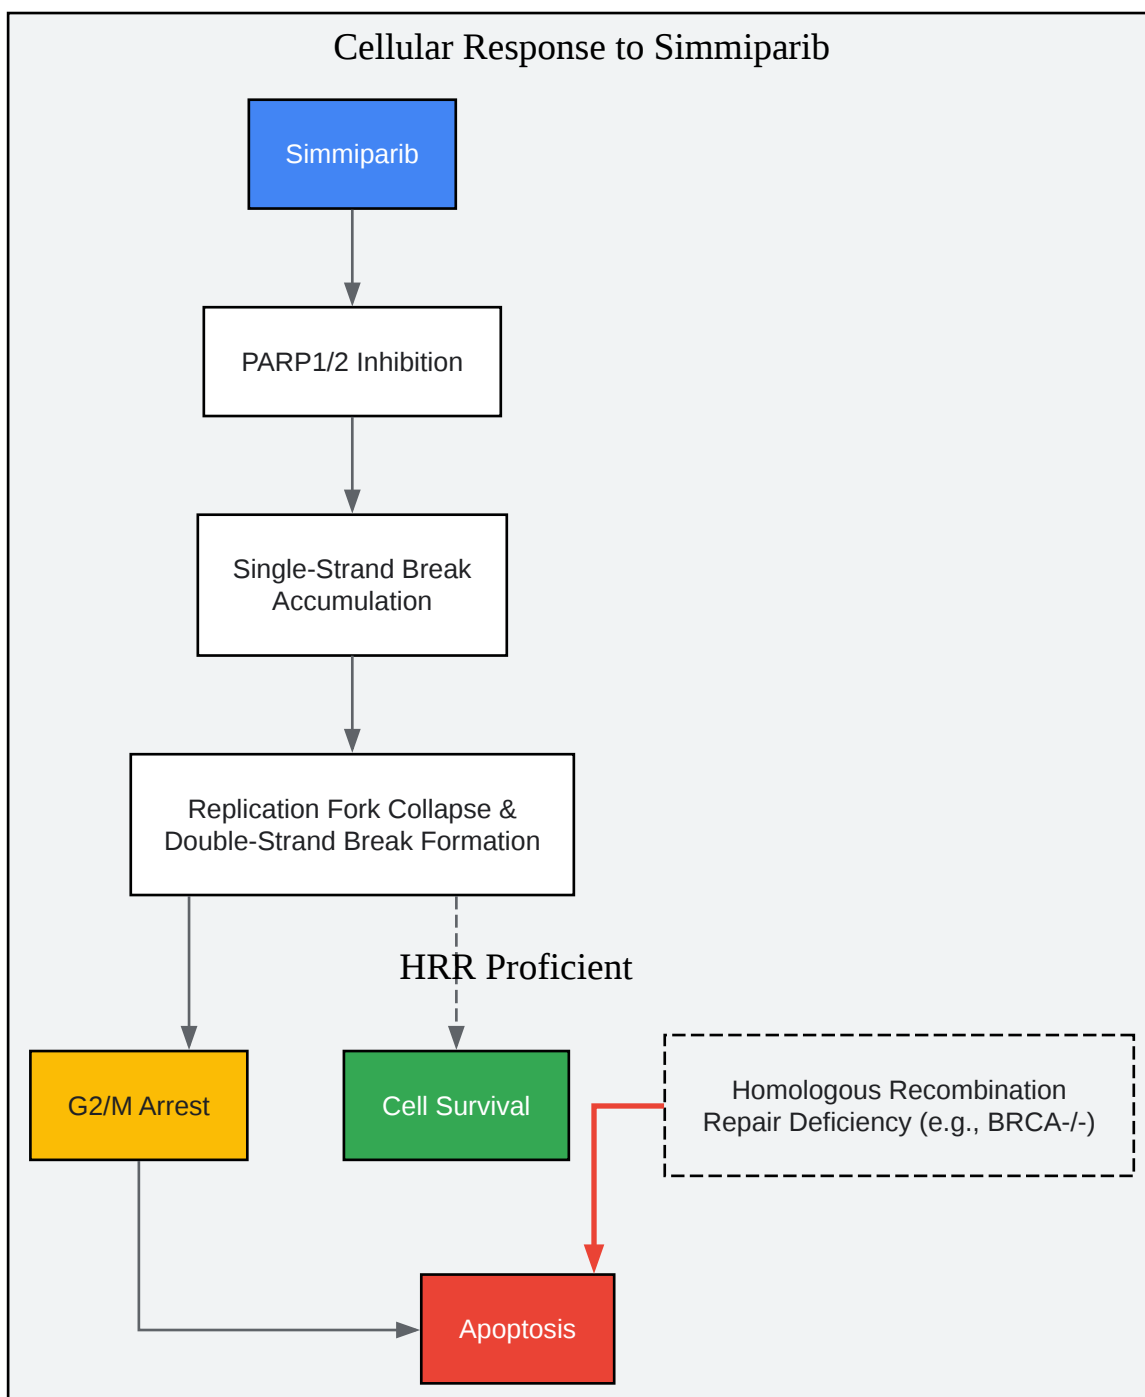 Cellular Response to Simmiparib
Simmiparib
PARP1/2 Inhibition
Single-Strand Break
Accumulation
Replication Fork Collapse &
Double-Strand Break Formation
HRR Proficient
G2/M Arrest
Cell Survival
Homologous Recombination
Repair Deficiency (e.g., BRCA-/-)
Apoptosis